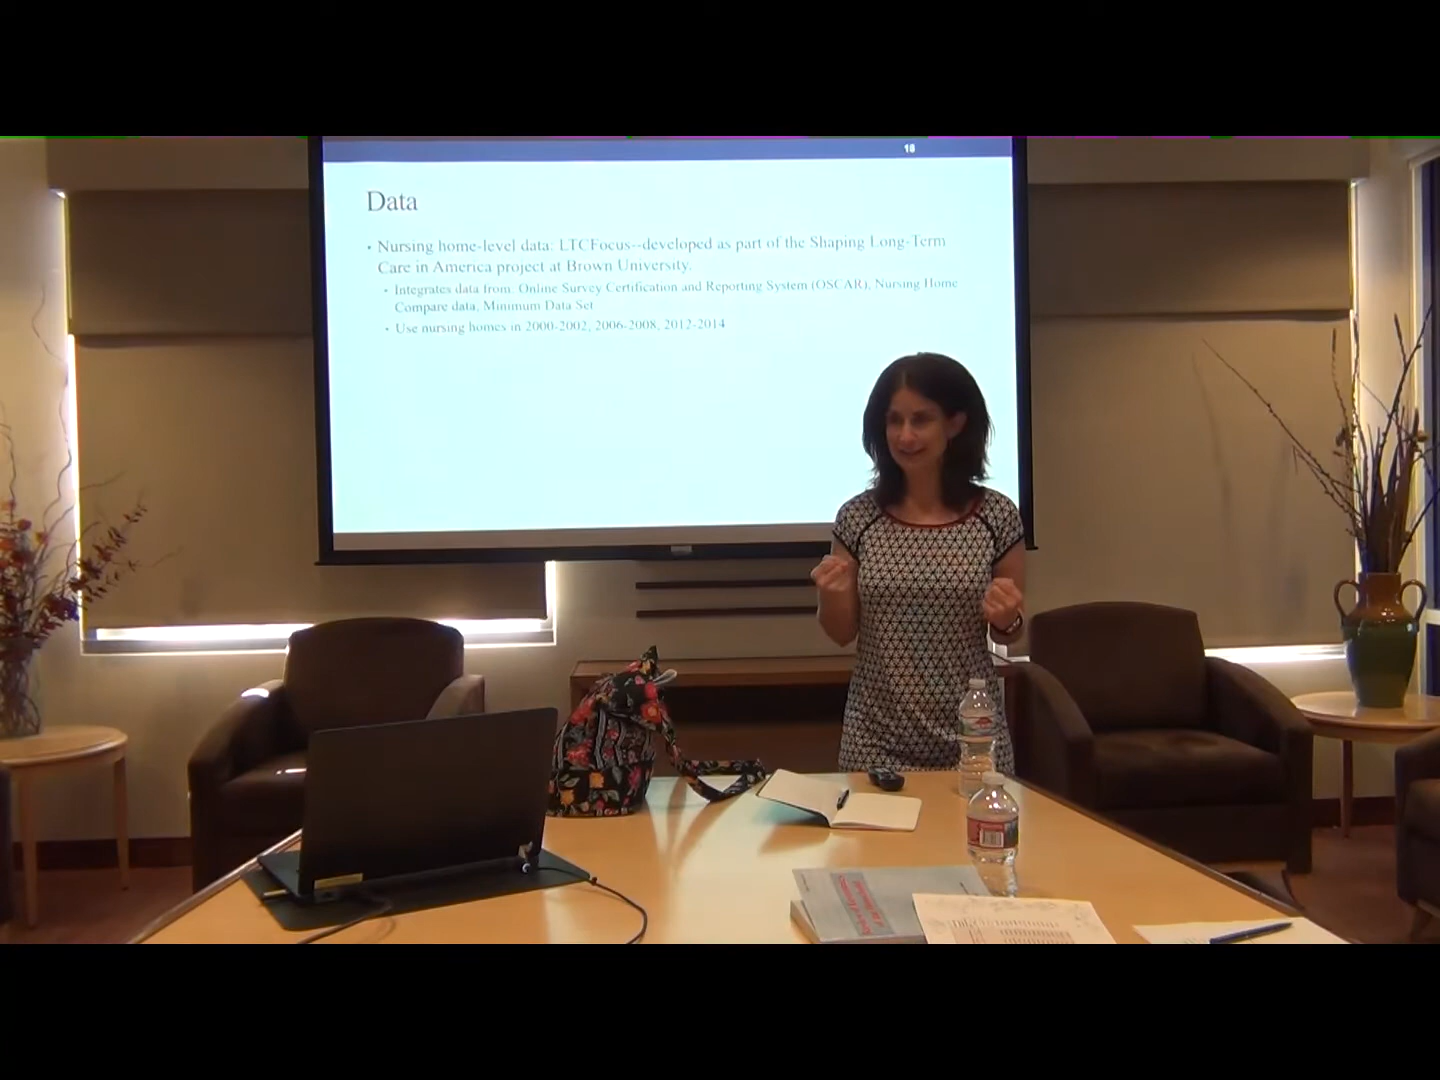 18
Data
• Nursing home-level data: LTCFocus--developed as part of the Shaping Long-Term
Care in America project at Brown University.
• Integrates data from: Online Survey Certification and Reporting System (OSCAR), Nursing Home
Compare data, Minimum Data Set
• Use nursing homes in 2000-2002, 2006-2008, 2012-2014